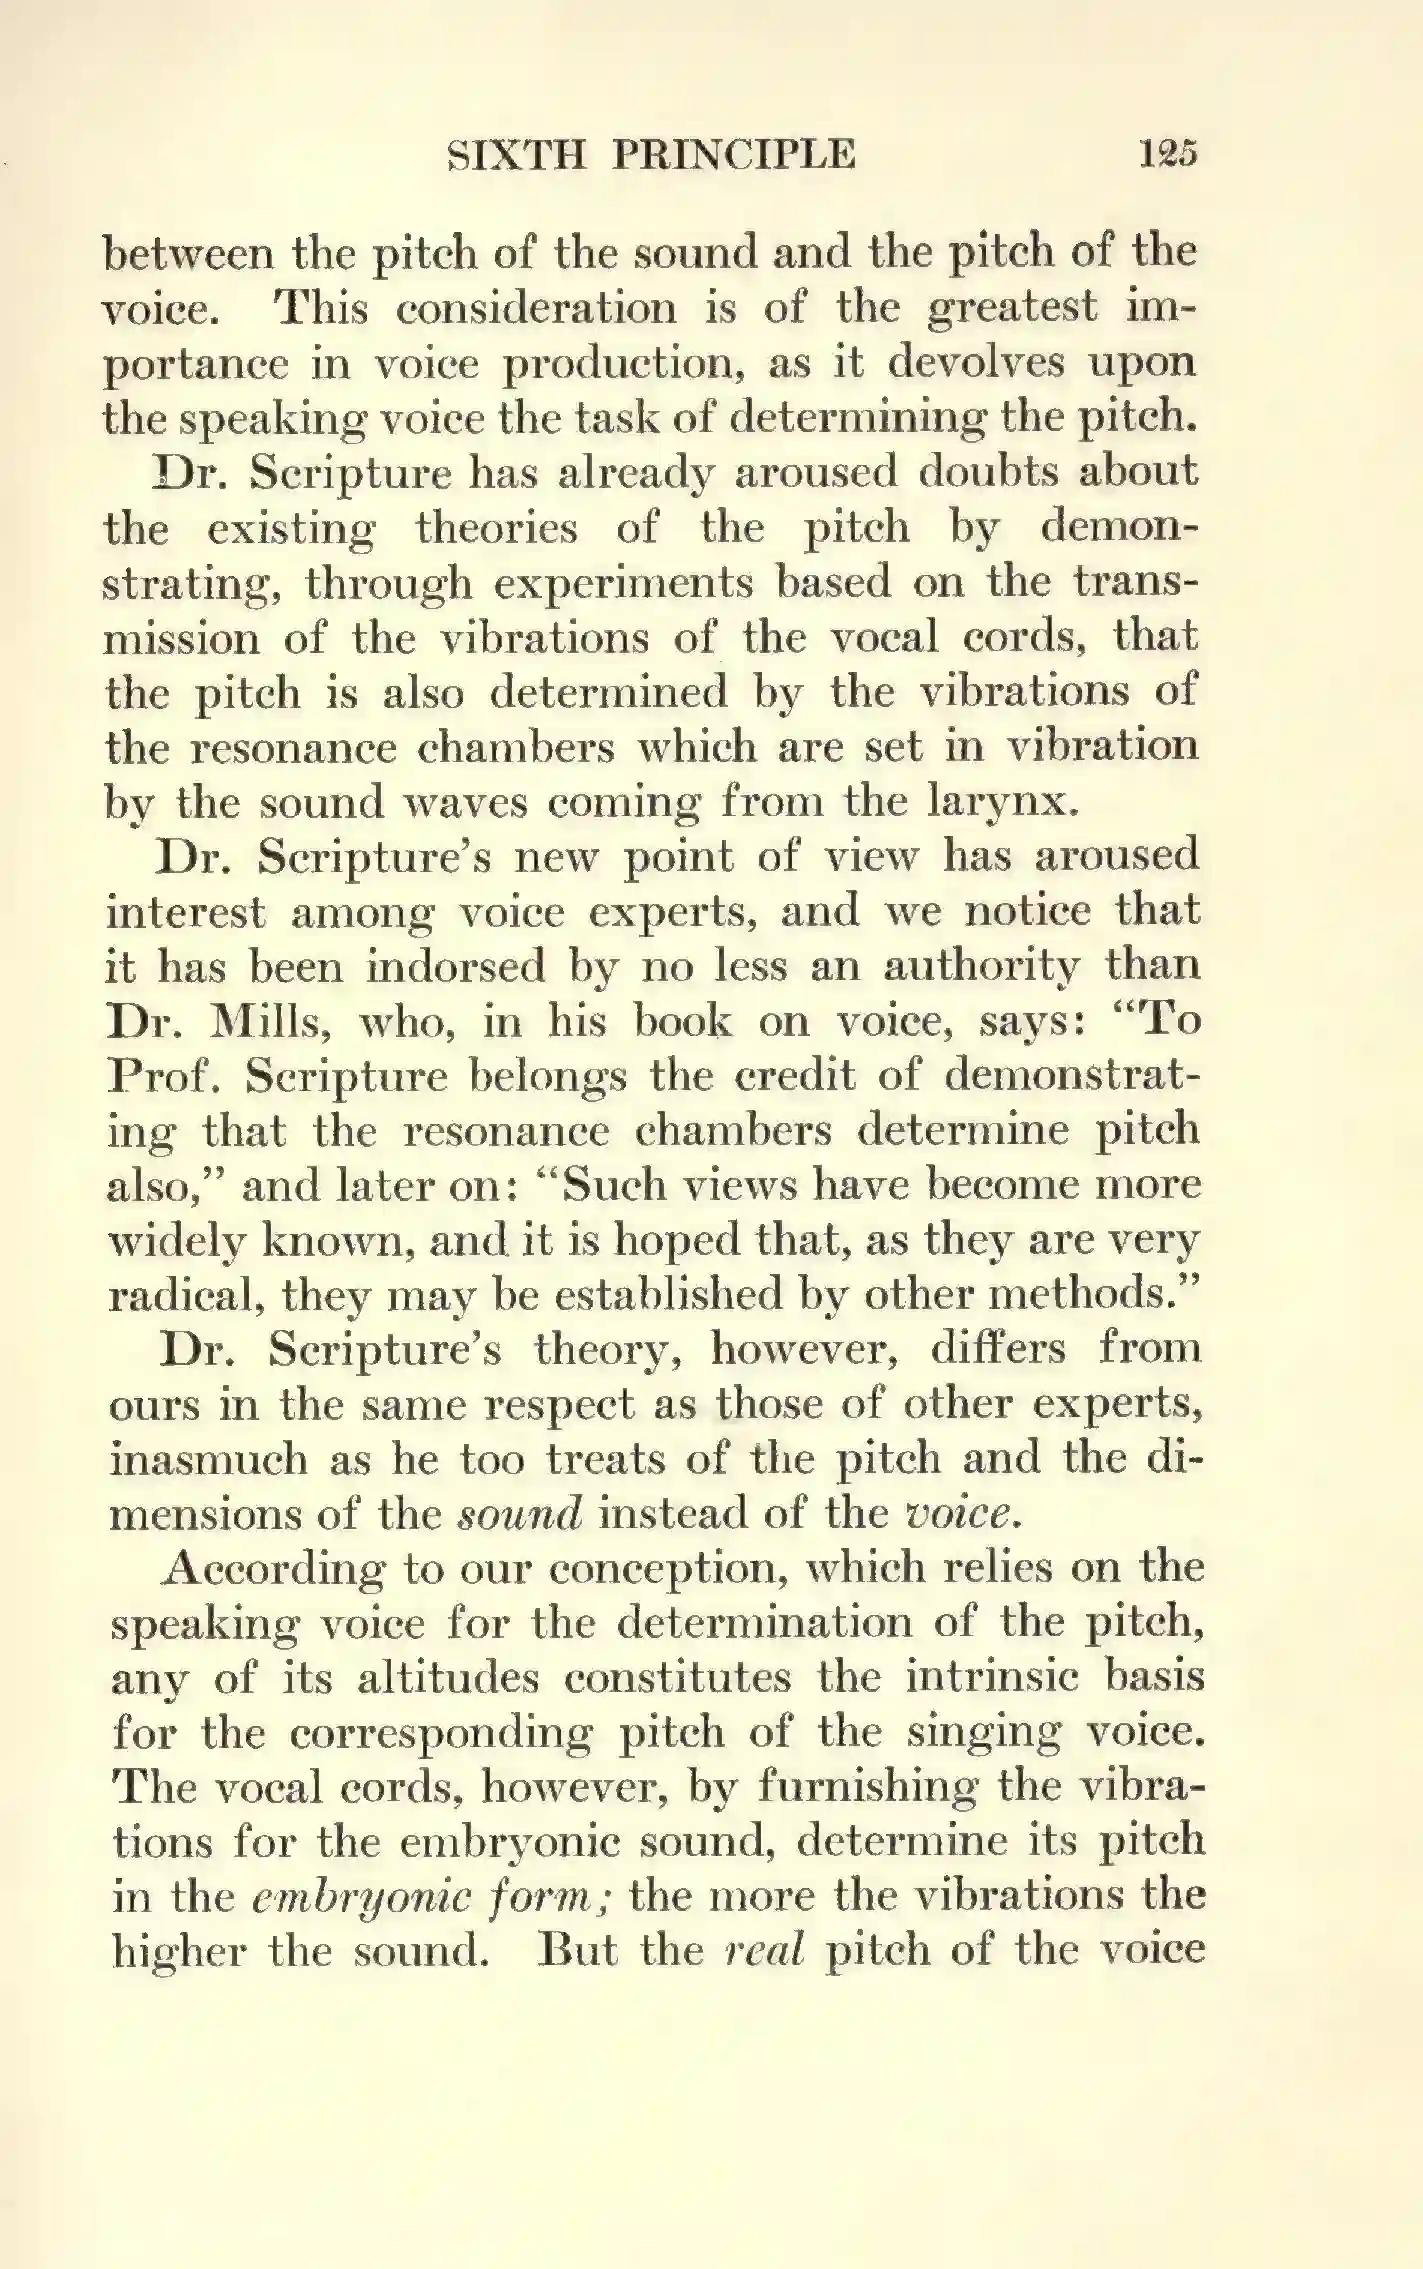 SIXTH PRINCIPLE 125
between the pitch of the sound and the pitch of the
voice. This consideration is of the greatest im-
portance in voice production, as it devolves upon
the speaking voice the task of determining the pitch.
Dr. Scripture has already aroused doubts about
the existing theories of the pitch by demon-
strating, through experiments based on the trans-
mission of the vibrations of the vocal cords, that
the pitch is also determined by the vibrations of
the resonance chambers which are set in vibration
by the sound waves coming from the larynx.
Dr. Scripture's new point of view has aroused
interest among voice experts, and we notice that
it has been indorsed by no less an authority than
Dr. Mills, who, in his book on voice, says: "To
Prof. Scripture belongs the credit of demonstrat-
ing that the resonance chambers determine pitch
also," and later on: "Such views have become more
widely known, and it is hoped that, as they are very
radical, they may be established by other methods."
Dr. Scripture's theory, however, differs from
ours in the same respect as those of other experts,
inasmuch as he too treats of the pitch and the di-
mensions of the sound instead of the voice.
According to our conception, which relies on the
speaking voice for the determination of the pitch,
any of its altitudes constitutes the intrinsic basis
for the corresponding pitch of the singing voice.
The vocal cords, however, by furnishing the vibra-
tions for the embryonic sound, determine its pitch
in the embryonic form; the more the vibrations the
higher the sound. But the real pitch of the voice